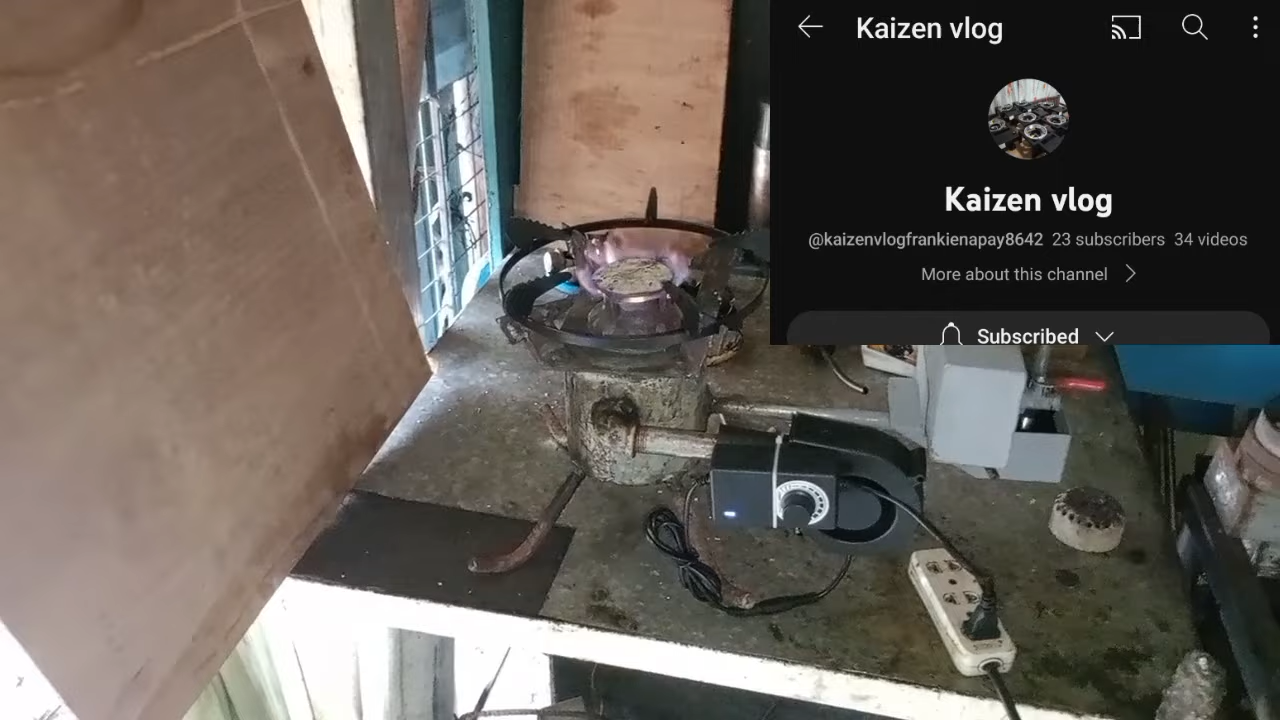 Kaizen vlog
Kaizen vlog
@kaizenvlogfrankienapay8642 23 subscribers 34 videos
More about this channel
Subscribed